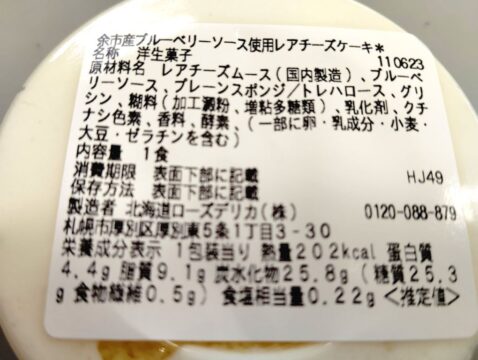 余市産ブルーベリーソース使用レアチーズケーキ*
名称 洋生菓子 110623
原材料名 レアチーズムース(国内製造)、ブルーベ
リーソース、プレーンスポンジ/トレハロース、グリ
シン、糊料(加工澱粉、増粘多糖類)、乳化剤、クチ
ナシ色素、香料、酵素、(一部に卵・乳成分・小麦・
大豆・ゼラチンを含む)
内容量 1食
消費期限 表面下部に記載 HJ49
保存方法 表面下部に記載
製造者 北海道ローズデリカ(株) 0120-088-879
札幌市厚別区厚別東5条1丁目3-30
栄養成分表示 1包装当り 熱量202kcal 蛋白質
4.4g 脂質9.1g 炭水化物25.8g(糖質25.3
g 食物繊維0.5g) 食塩相当量0.22g <推定値>